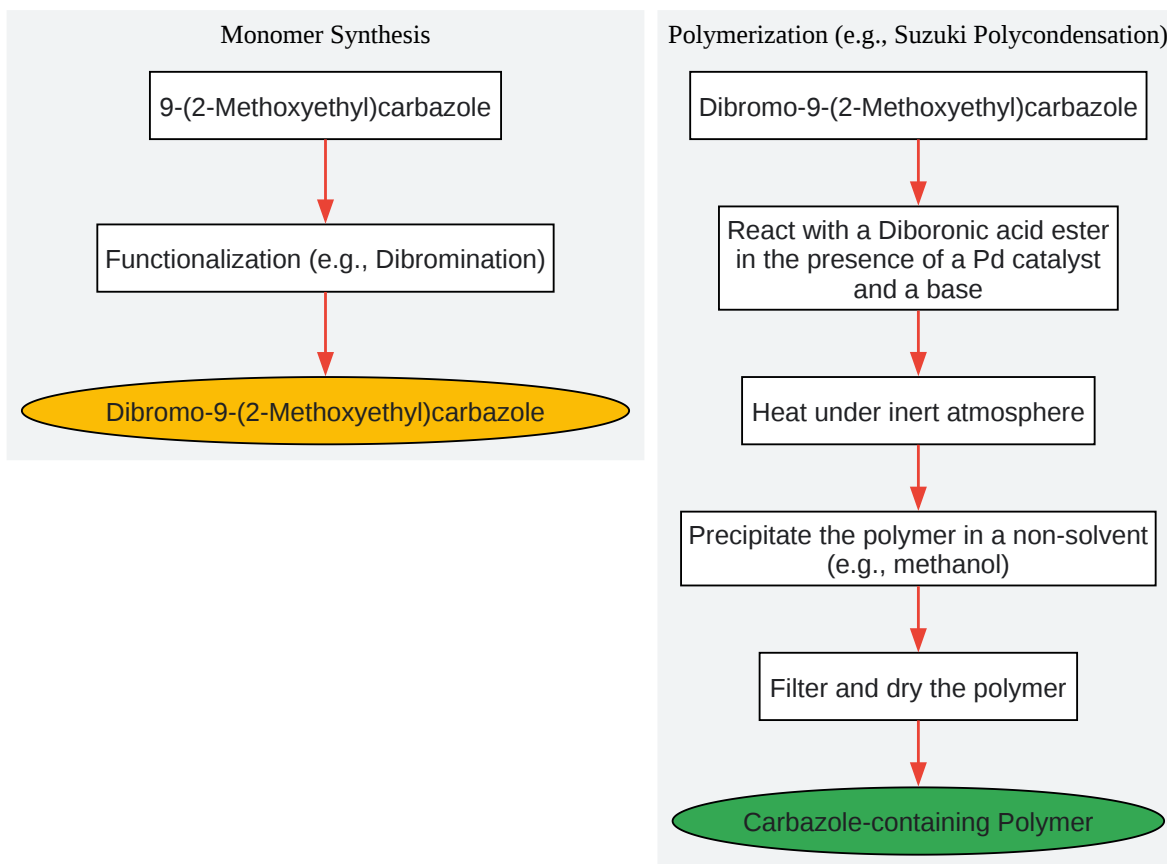 Monomer Synthesis
9-(2-Methoxyethyl)carbazole
Functionalization (e.g., Dibromination)
Dibromo-9-(2-Methoxyethyl)carbazole
Polymerization (e.g., Suzuki Polycondensation)
Dibromo-9-(2-Methoxyethyl)carbazole
React with a Diboronic acid ester
in the presence of a Pd catalyst
and a base
Heat under inert atmosphere
Precipitate the polymer in a non-solvent
(e.g., methanol)
Filter and dry the polymer
Carbazole-containing Polymer